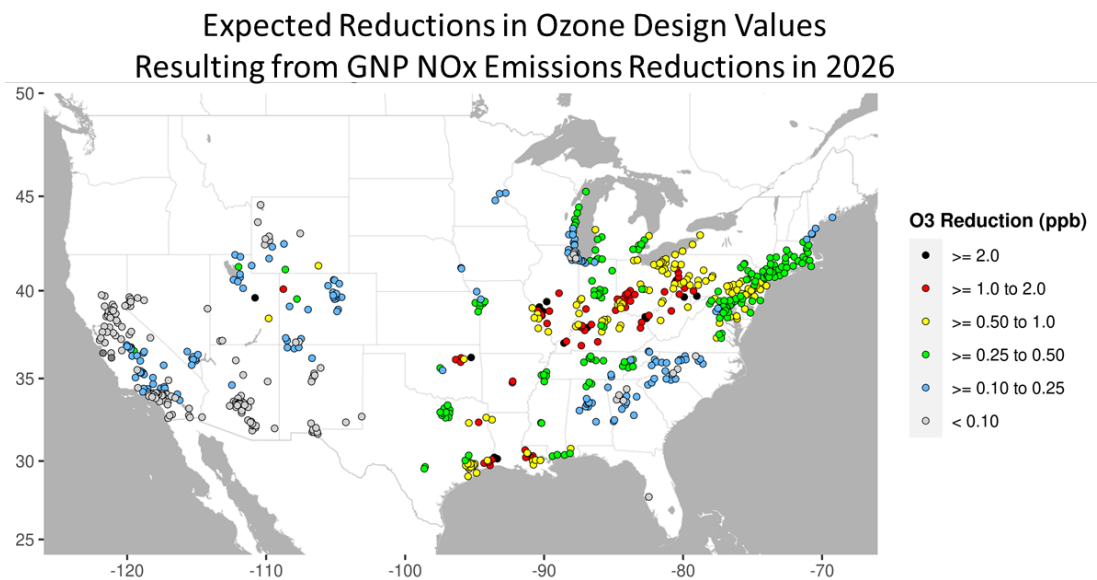 Expected Reductions in Ozone Design Values
Resulting from GNP NOx Emissions Reductions in 2026
50
45
40
35
30
25
-120
-110
-100
-90
-80
-70
O3 Reduction (ppb)
>= 2.0
>= 1.0 to 2.0
>= 0.50 to 1.0
>= 0.25 to 0.50
>= 0.10 to 0.25
< 0.10